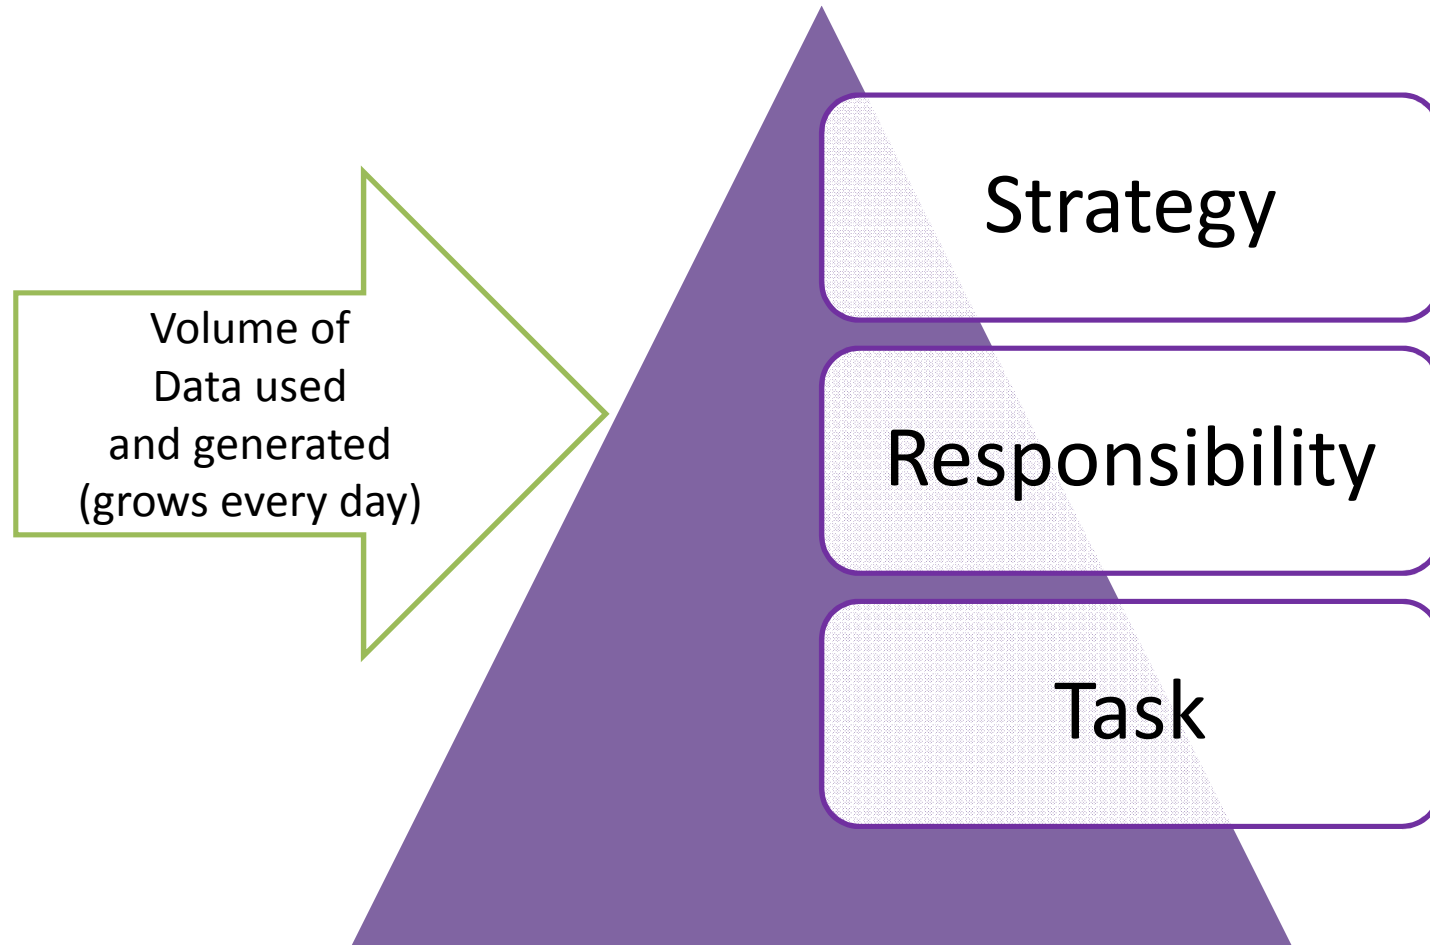 Volume of
Data used
and generated
(grows every day)
Strategy
Responsibility
Task